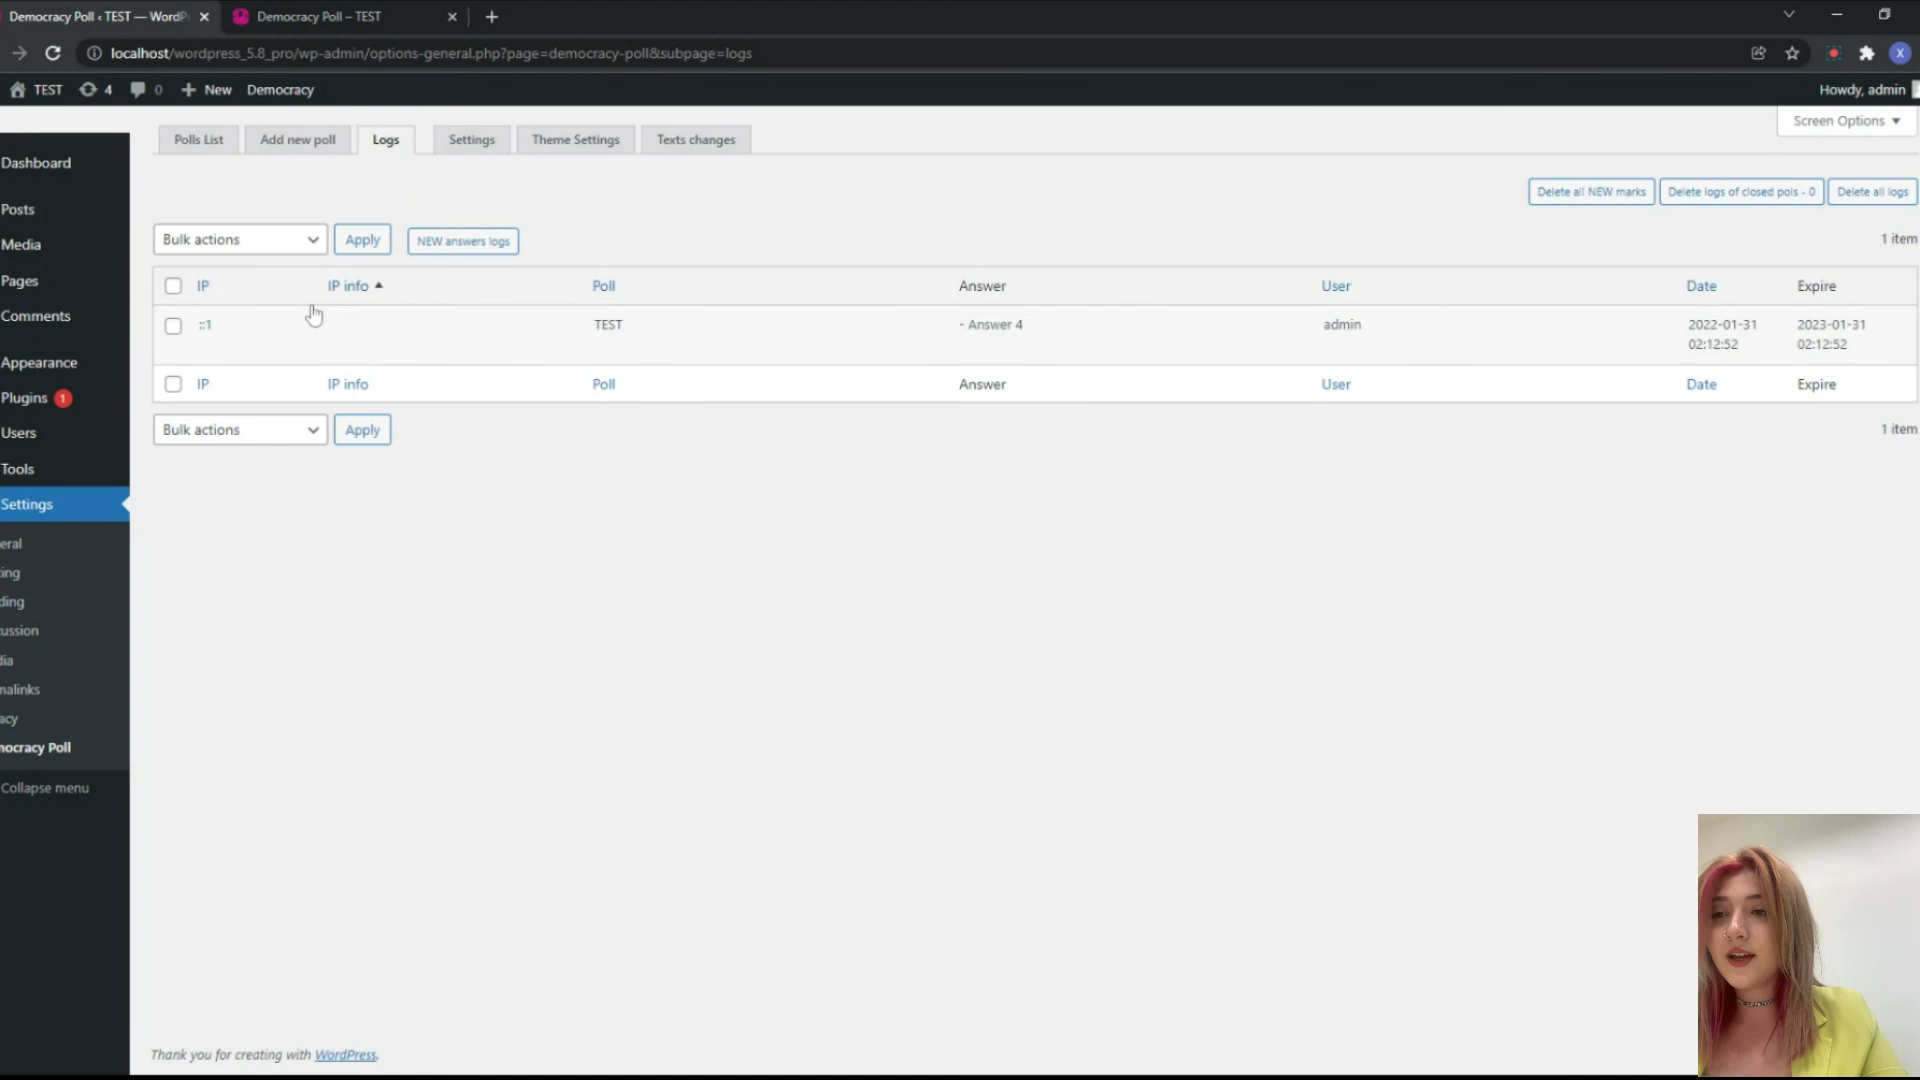 Democracy Poll ‹ TEST — WordPr
Democracy Poll – TEST
localhost/wordpress_5.8_pro/wp-admin/options-general.php?page=democracy-poll&subpage=logs
X
TEST
4
0
New
Democracy
Howdy, admin
Screen Options
Polls List
Add new poll
Logs
Settings
Theme Settings
Texts changes
Delete all NEW marks
Delete logs of closed pols - 0
Delete all logs
Bulk actions
Apply
NEW answers logs
1 item
IP
IP info
Poll
Answer
User
Date
Expire
::1
TEST
- Answer 4
admin
2022-01-31
02:12:52
2023-01-31
02:12:52
IP
IP info
Poll
Answer
User
Date
Expire
Bulk actions
Apply
1 item
Dashboard
Posts
Media
Pages
Comments
Appearance
Plugins 1
Users
Tools
Settings
eral
ing
ding
ussion
dia
malinks
acy
mocracy Poll
Collapse menu
Thank you for creating with WordPress.